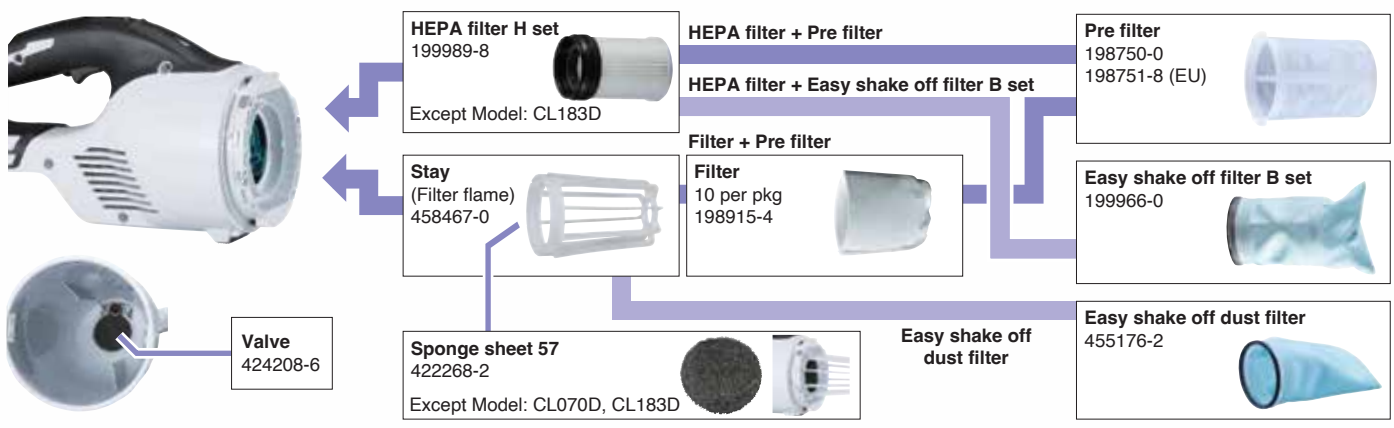 HEPA filter H set
199989-8
Except Model: CL183D
HEPA filter + Pre filter
HEPA filter + Easy shake off filter B set
Filter + Pre filter
Pre filter
198750-0
198751-8 (EU)
Stay
(Filter flame)
458467-0
Filter
10 per pkg
198915-4
Easy shake off filter B set
199966-0
Valve
424208-6
Sponge sheet 57
422268-2
Except Model: CL070D, CL183D
Easy shake off
dust filter
Easy shake off dust filter
455176-2